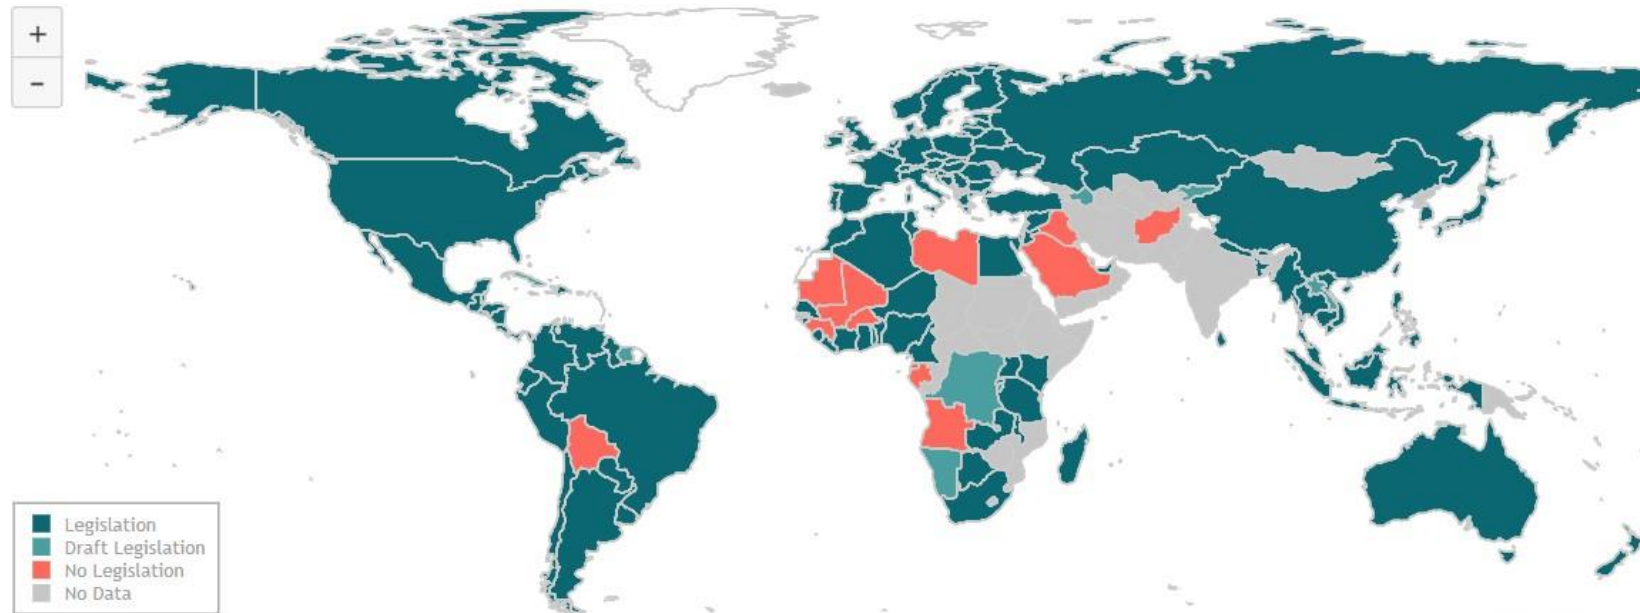 +
−
Legislation
Draft Legislation
No Legislation
No Data